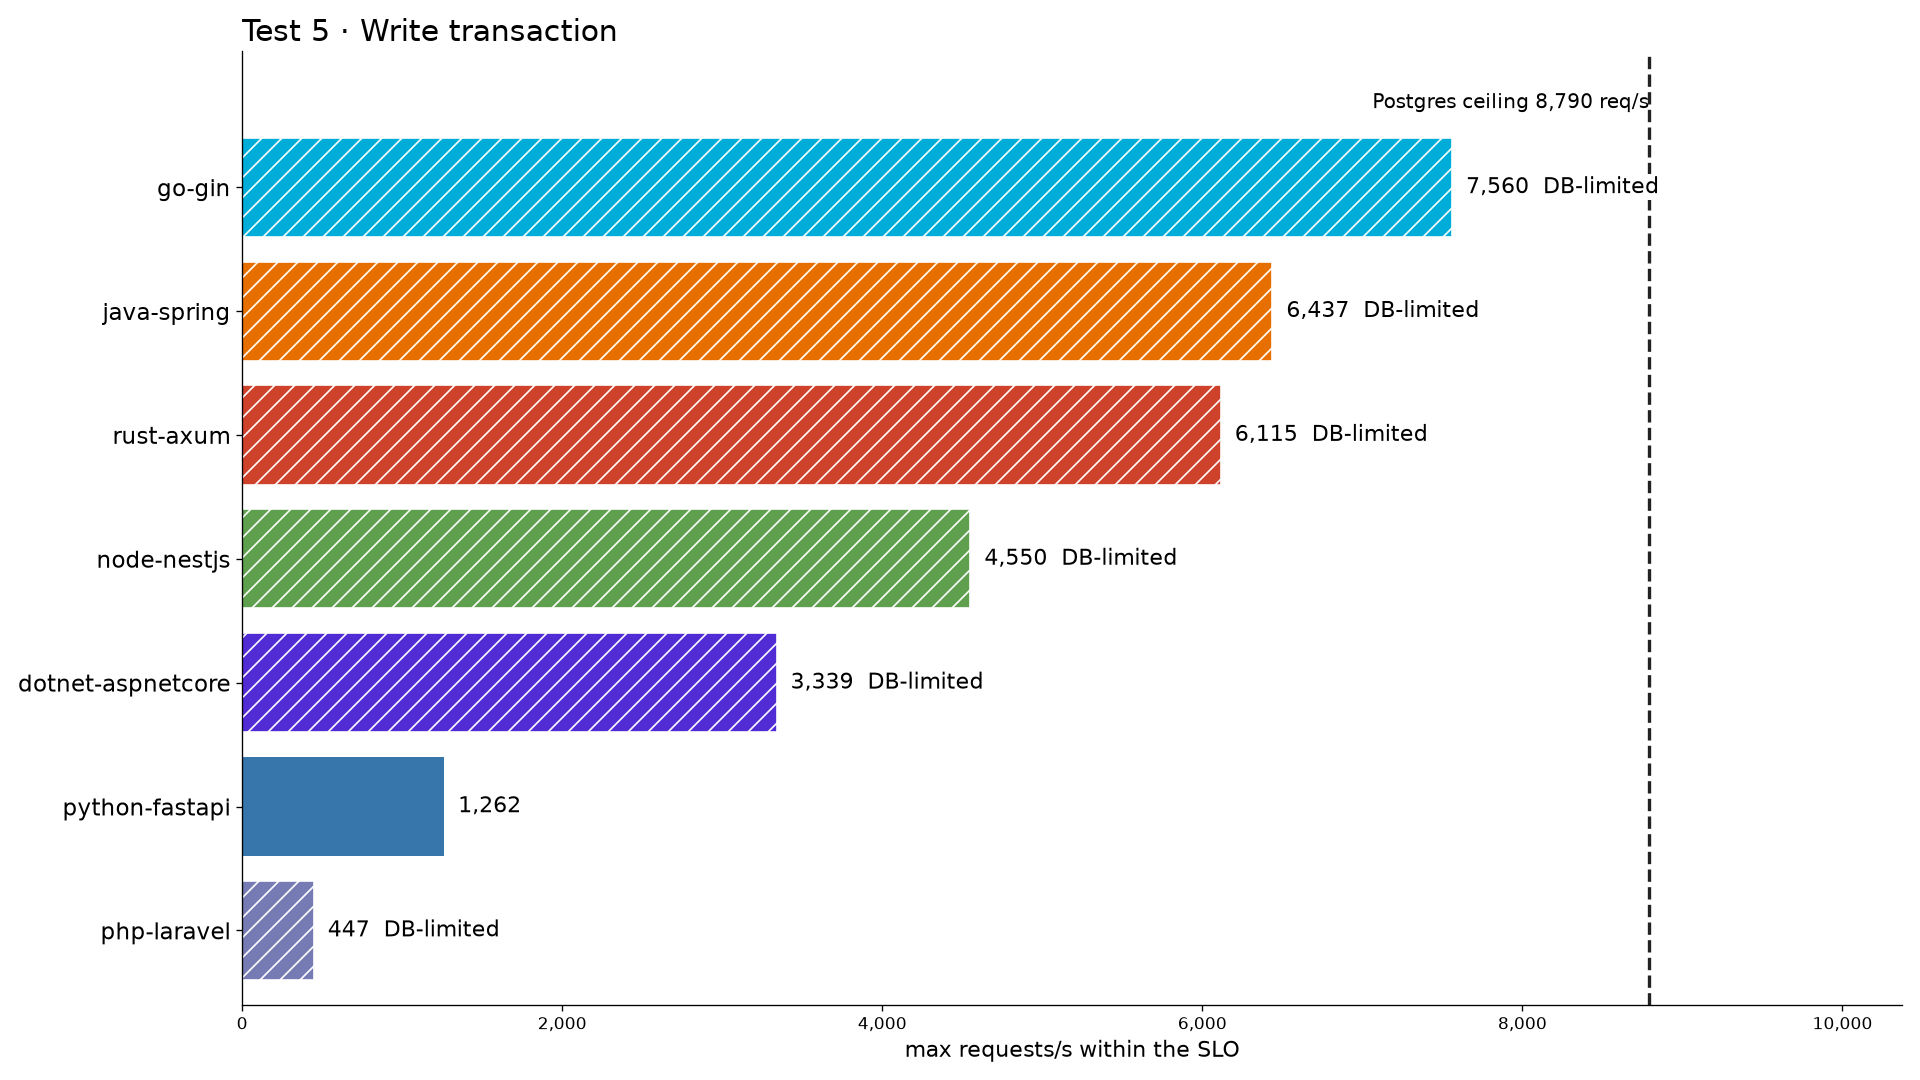 Test 5 · Write transaction
Postgres ceiling 8,790 req/s
go-gin 7,560 DB-limited
java-spring 6,437 DB-limited
rust-axum 6,115 DB-limited
node-nestjs 4,550 DB-limited
dotnet-aspnetcore 3,339 DB-limited
python-fastapi 1,262
php-laravel 447 DB-limited
0 2,000 4,000 6,000 8,000 10,000
max requests/s within the SLO